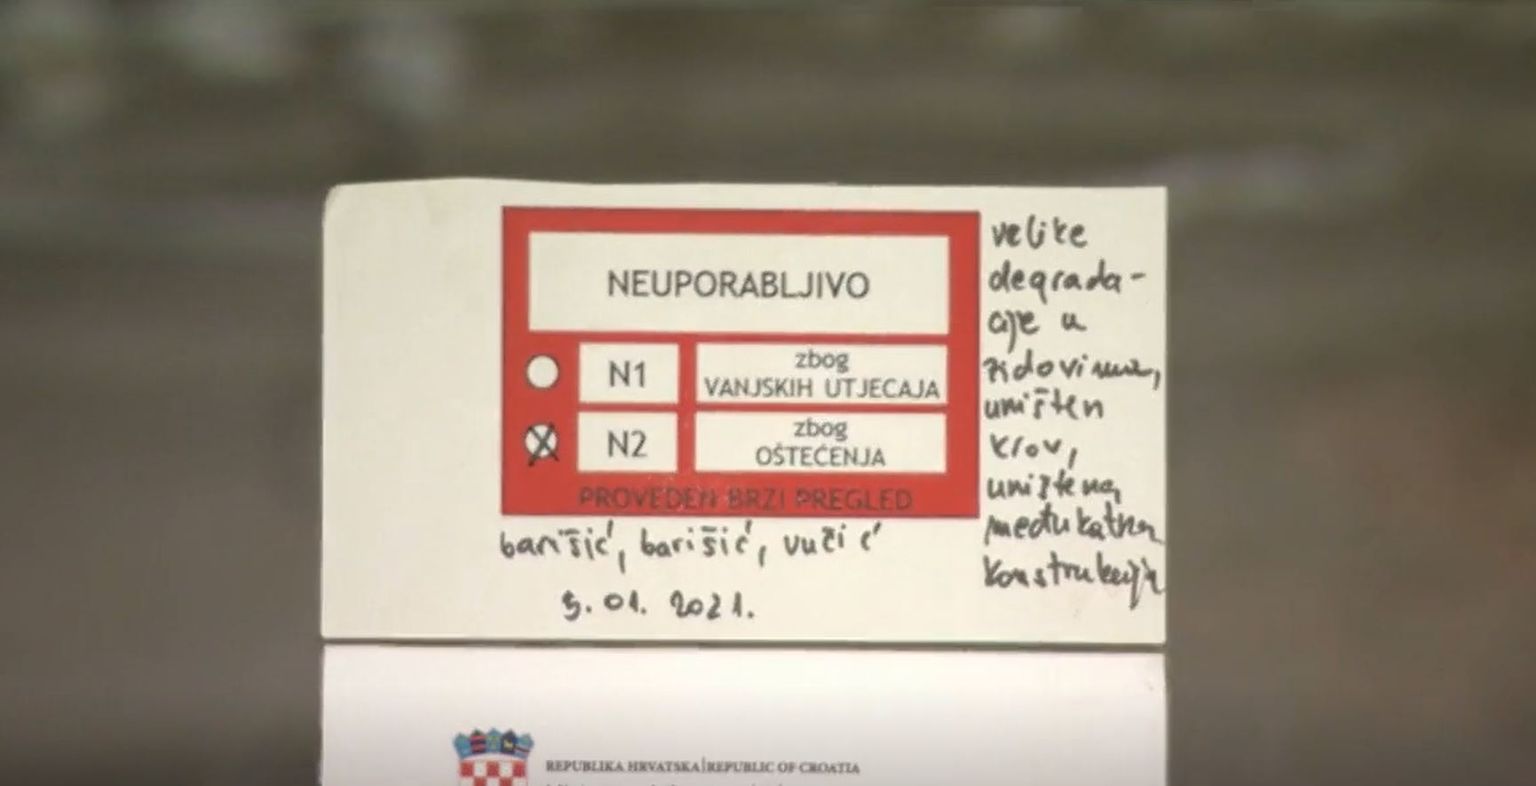 NEUPORABLJIVO
N1
zbog
VANJSKIH UTJECAJA
N2
zbog
OŠTEĆENJA
PROVEDEN BRZI PREGLED
barišić, barišić, vučić
01. 2021.
velike
degrada-
cije u
zidovima,
uništen
krov,
uništena
međukatna
konstrukcija
REPUBLIKA HRVATSKA|REPUBLIC OF CROATIA